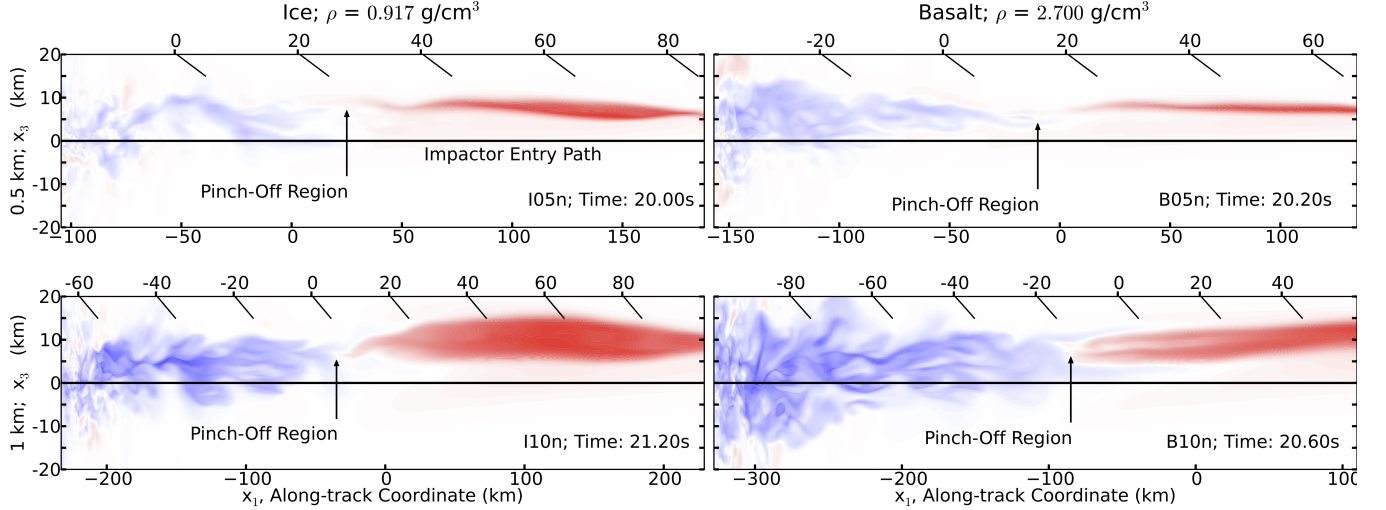 Ice; ρ = 0.917 g/cm³ Basalt; ρ = 2.700 g/cm³
0 20 40 60 80 -20 0 20 40 60
20
10
0
-10
-20
0.5 km; x₃ (km)
Impactor Entry Path
Pinch-Off Region
I05n; Time: 20.00s
Pinch-Off Region
B05n; Time: 20.20s
−100 −50 0 50 100 150 −150 −100 −50 0 50 100
-60 -40 -20 0 20 40 60 80 -80 -60 -40 -20 0 20 40
20
10
0
-10
-20
1 km; x₃ (km)
Pinch-Off Region
I10n; Time: 21.20s
Pinch-Off Region
B10n; Time: 20.60s
−200 −100 0 100 200 −300 −200 −100 0 100
x₁, Along-track Coordinate (km) x₁, Along-track Coordinate (km)